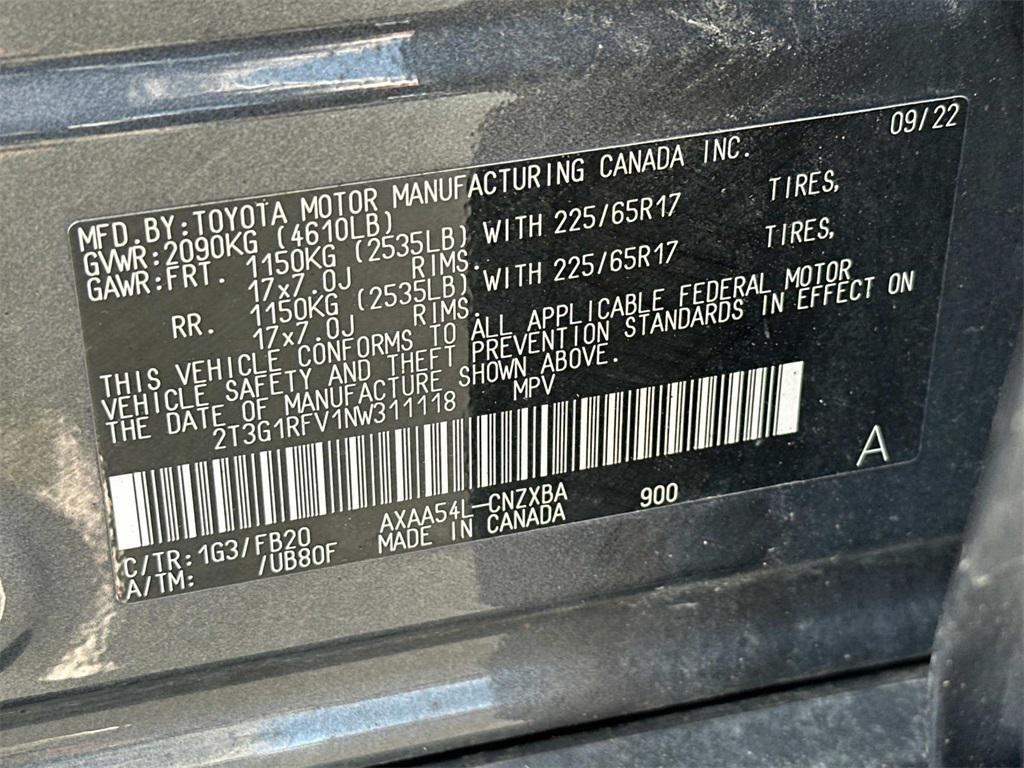 09/22
MFD.BY:TOYOTA MOTOR MANUFACTURING CANADA INC.
GVWR:2090KG (4610LB)
GAWR:FRT. 1150KG (2535LB) WITH 225/65R17 TIRES,
17x7.0J RIMS.
RR. 1150KG (2535LB) WITH 225/65R17 TIRES,
17x7.0J RIMS.
THIS VEHICLE CONFORMS TO ALL APPLICABLE FEDERAL MOTOR
VEHICLE SAFETY AND THEFT PREVENTION STANDARDS IN EFFECT ON
THE DATE OF MANUFACTURE SHOWN ABOVE.
2T3G1RFV1NW311118 MPV
A
C/TR:1G3/FB20 AXAA54L-CNZXBA 900
A/TM: /UB80F MADE IN CANADA